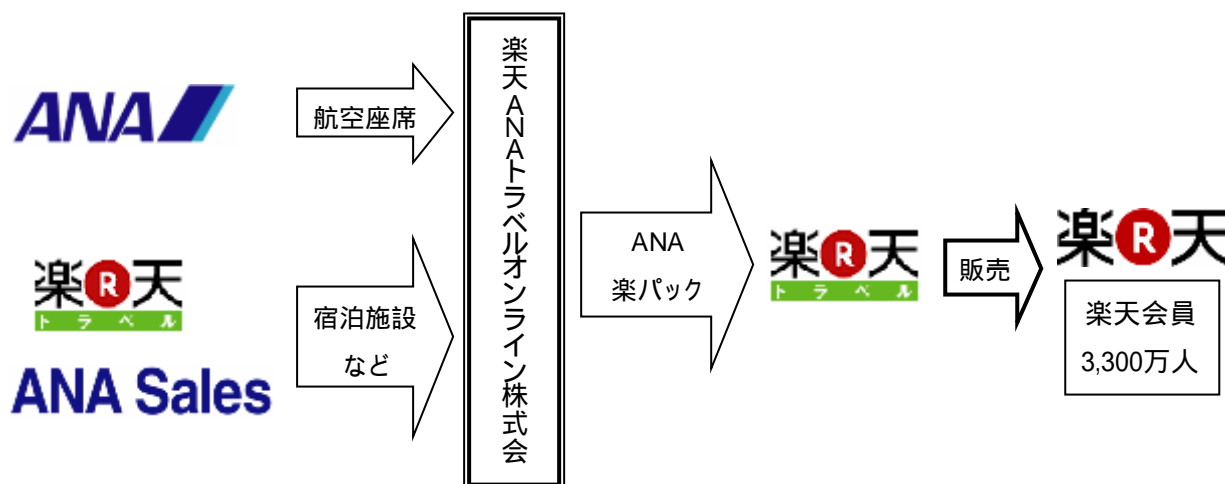 ANA
航空座席
楽R天
トラベル
ANA Sales
宿泊施設
など
楽天ANAトラベルオンライン株式会
ANA
楽パック
楽R天
トラベル
販売
楽R天
楽天会員
3,300万人